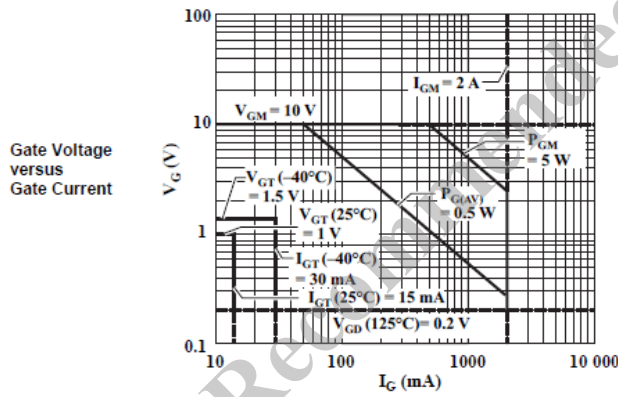 Gate Voltage
versus
Gate Current
V_G (V)
100
10
1
0.1
I_GM = 2 A
V_GM = 10 V
P_GM
= 5 W
V_GT (–40°C)
= 1.5 V
V_GT (25°C)
= 1 V
P_G(AV)
= 0.5 W
I_GT (–40°C)
= 30 mA
I_GT (25°C) = 15 mA
V_GD (125°C) = 0.2 V
10
100
1000
10 000
I_G (mA)
Recommended